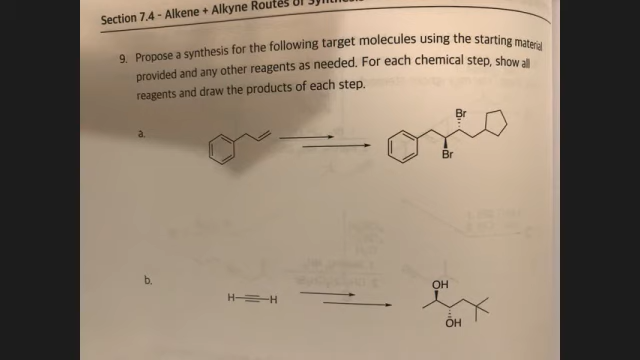 Section 7.4 - Alkene + Alkyne Routes of
9. Propose a synthesis for the following target molecules using the starting material
provided and any other reagents as needed. For each chemical step, show all
reagents and draw the products of each step.
a.
Br
Br
b.
H H
OH
OH